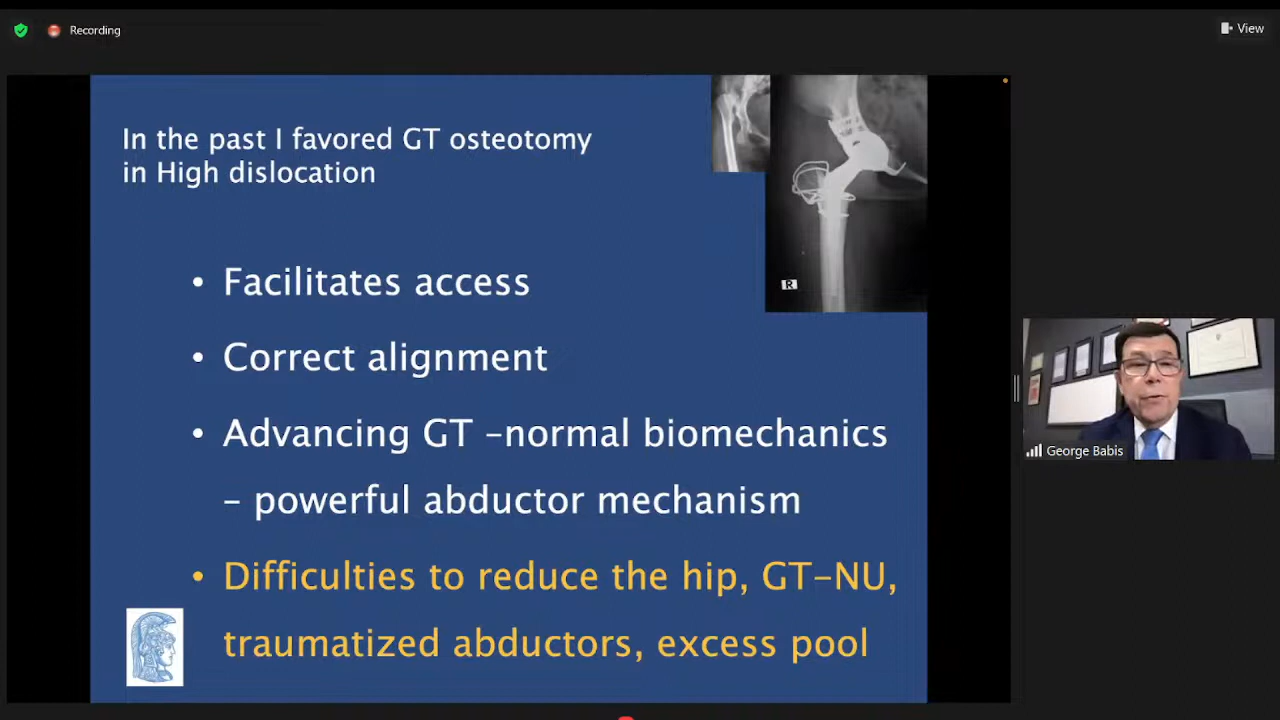 Recording
View
In the past I favored GT osteotomy
in High dislocation
• Facilitates access
• Correct alignment
• Advancing GT –normal biomechanics
– powerful abductor mechanism
• Difficulties to reduce the hip, GT-NU,
traumatized abductors, excess pool
R
George Babis